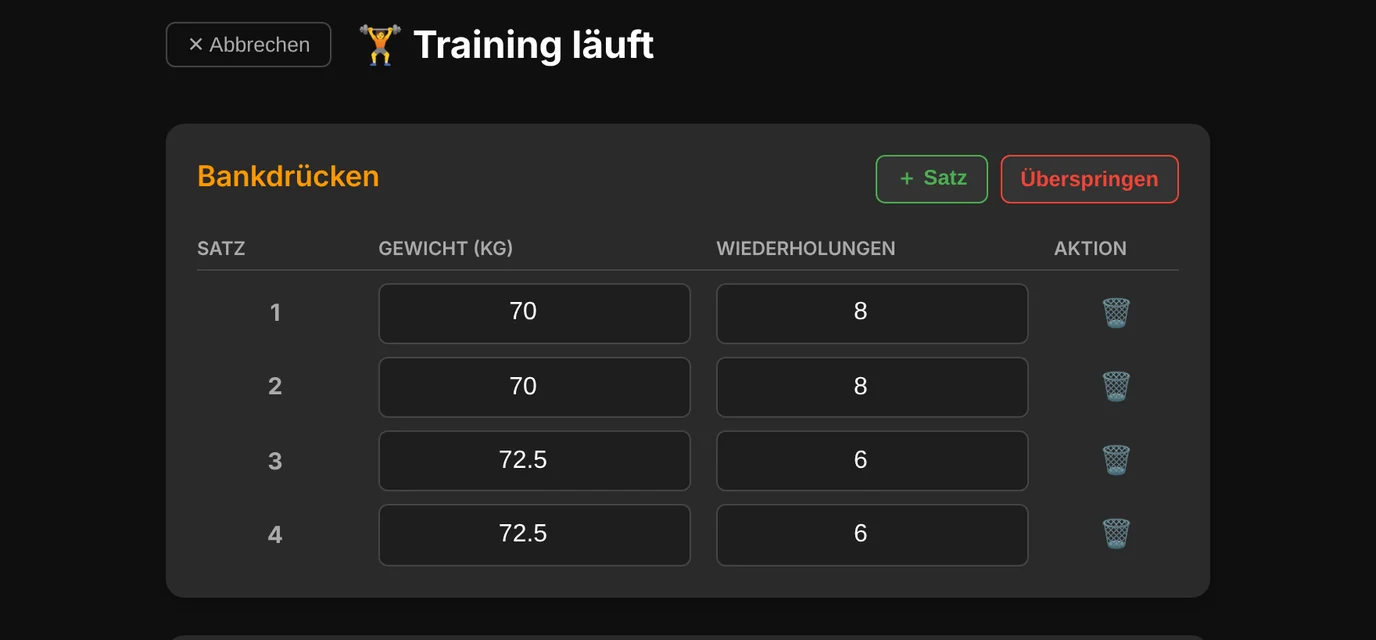 ✕ Abbrechen
🏋️ Training läuft
Bankdrücken
+ Satz
Überspringen
SATZ GEWICHT (KG) WIEDERHOLUNGEN AKTION
1 70 8
2 70 8
3 72.5 6
4 72.5 6